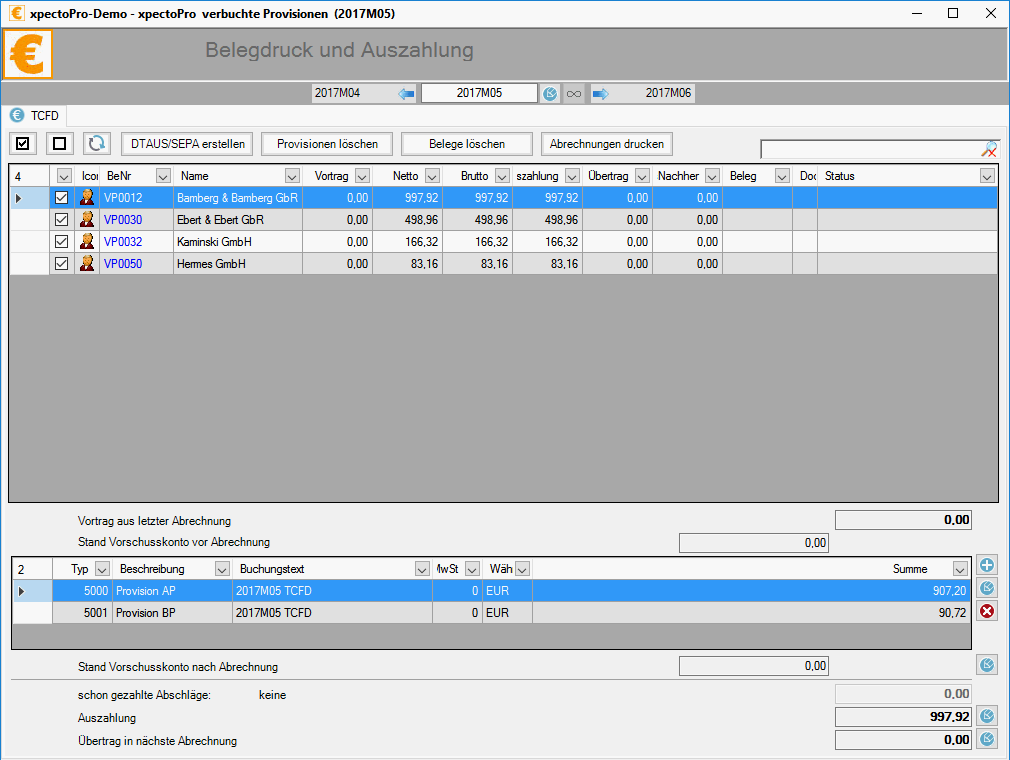 xpectoPro-Demo - xpectoPro verbuchte Provisionen (2017M05)
Belegdruck und Auszahlung
2017M04 2017M05 2017M06
TCFD
DTAUS/SEPA erstellen Provisionen löschen Belege löschen Abrechnungen drucken
4 Icon BeNr Name Vortrag Netto Brutto szahlung Übertrag Nachher Beleg Doc Status
VP0012 Bamberg & Bamberg GbR 0,00 997,92 997,92 997,92 0,00 0,00
VP0030 Ebert & Ebert GbR 0,00 498,96 498,96 498,96 0,00 0,00
VP0032 Kaminski GmbH 0,00 166,32 166,32 166,32 0,00 0,00
VP0050 Hermes GmbH 0,00 83,16 83,16 83,16 0,00 0,00
Vortrag aus letzter Abrechnung 0,00
Stand Vorschusskonto vor Abrechnung 0,00
2 Typ Beschreibung Buchungstext MwSt Wäh Summe
5000 Provision AP 2017M05 TCFD 0 EUR 907,20
5001 Provision BP 2017M05 TCFD 0 EUR 90,72
Stand Vorschusskonto nach Abrechnung 0,00
schon gezahlte Abschläge: keine 0,00
Auszahlung 997,92
Übertrag in nächste Abrechnung 0,00